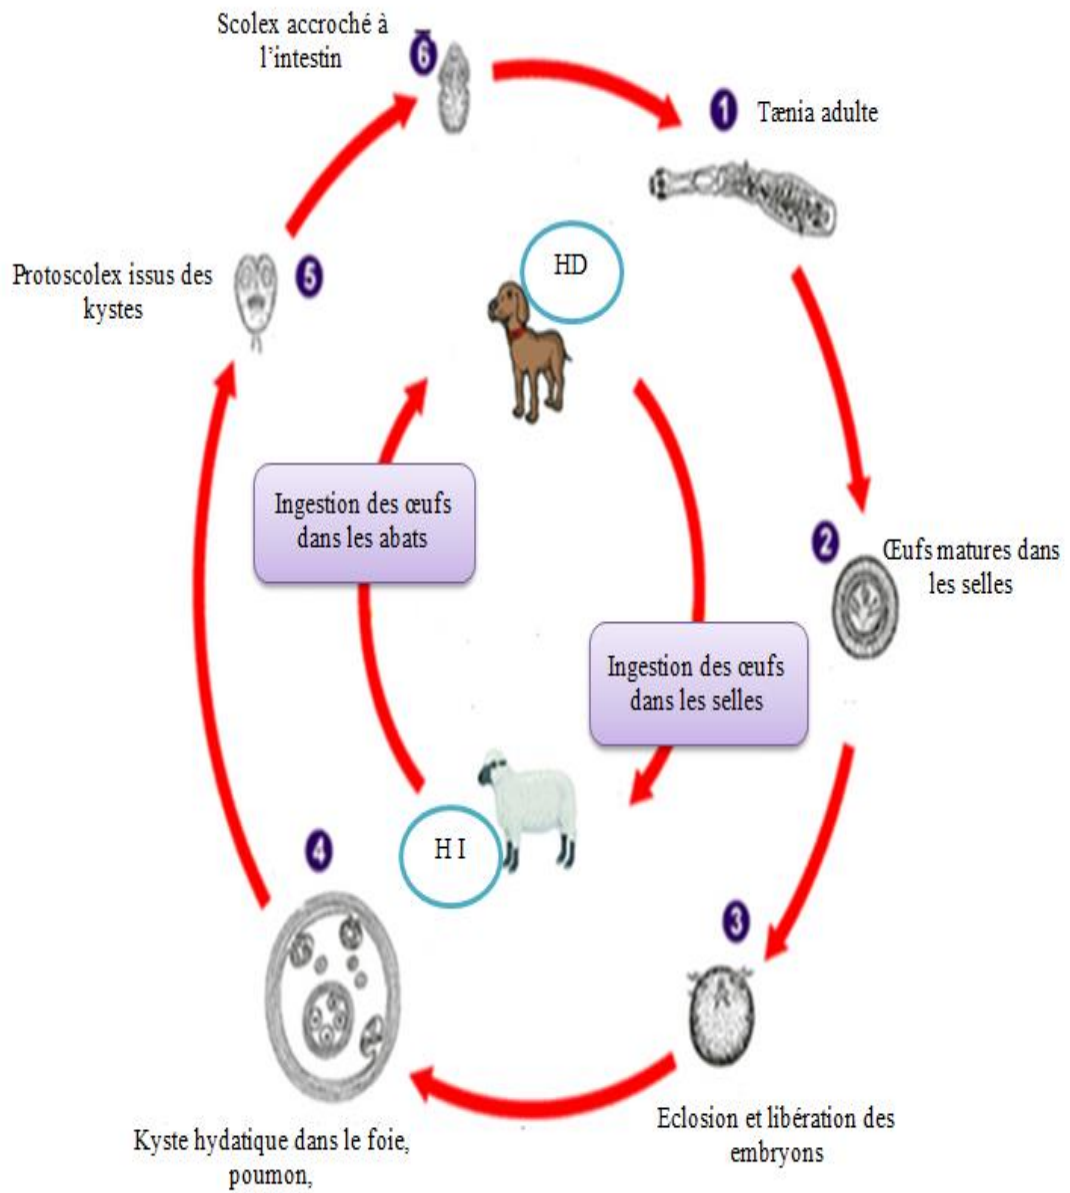 Scolex accroché à
l'intestin
6
1
Tænia adulte
HD
Protoscolex issus des
kystes
5
Ingestion des œufs
dans les abats
2
Œufs matures dans
les selles
Ingestion des œufs
dans les selles
H I
4
3
Kyste hydatique dans le foie,
poumon,
Eclosion et libération des
embryons